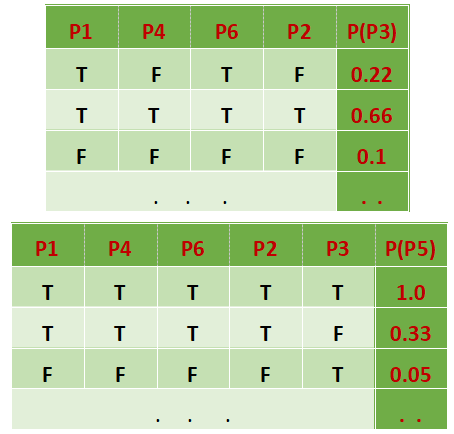 P1 P4 P6 P2 P(P3)
T F T F 0.22
T T T T 0.66
F F F F 0.1
. . . . .
P1 P4 P6 P2 P3 P(P5)
T T T T T 1.0
T T T T F 0.33
F F F F T 0.05
. . . . .